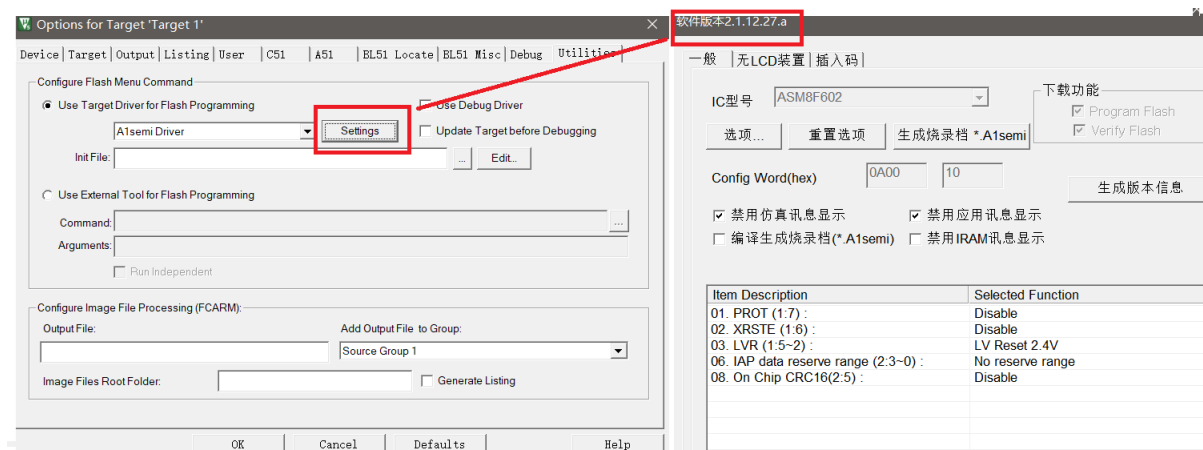 Options for Target 'Target 1'
Device Target Output Listing User C51 A51 BL51 Locate BL51 Misc Debug Utilities
Configure Flash Menu Command
Use Target Driver for Flash Programming
Use Debug Driver
A1semi Driver
Settings
Update Target before Debugging
Init File:
...
Edit...
Use External Tool for Flash Programming
Command:
...
Arguments:
Run Independent
Configure Image File Processing (FCARM):
Output File:
Add Output File to Group:
Source Group 1
Image Files Root Folder:
Generate Listing
OK Cancel Defaults Help
软件版本2.1.12.27.a
一般 无LCD装置 插入码
IC型号 ASM8F602
下载功能
Program Flash
Verify Flash
选项... 重置选项 生成烧录档 *.A1semi
Config Word(hex) 0A00 10
生成版本信息
禁用仿真讯息显示 禁用应用讯息显示
编译生成烧录档(*.A1semi) 禁用IRAM讯息显示
Item Description Selected Function
01. PROT (1:7) : Disable
02. XRSTE (1:6) : Disable
03. LVR (1:5~2) : LV Reset 2.4V
06. IAP data reserve range (2:3~0) : No reserve range
08. On Chip CRC16(2:5) : Disable